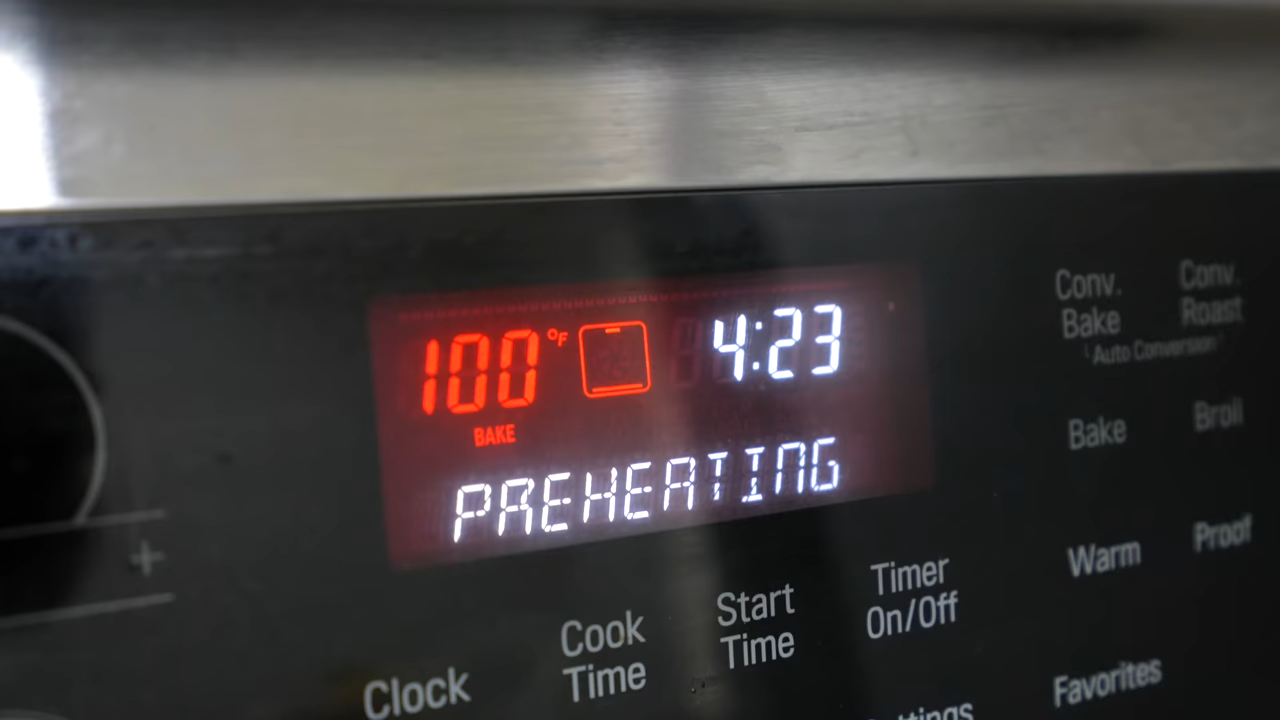 100 °F 4:23
BAKE
PREHEATING
Conv. Bake
Conv. Roast
Auto Conversion
Bake
Broil
Warm
Proof
+
Clock
Cook Time
Start Time
Timer On/Off
Favorites